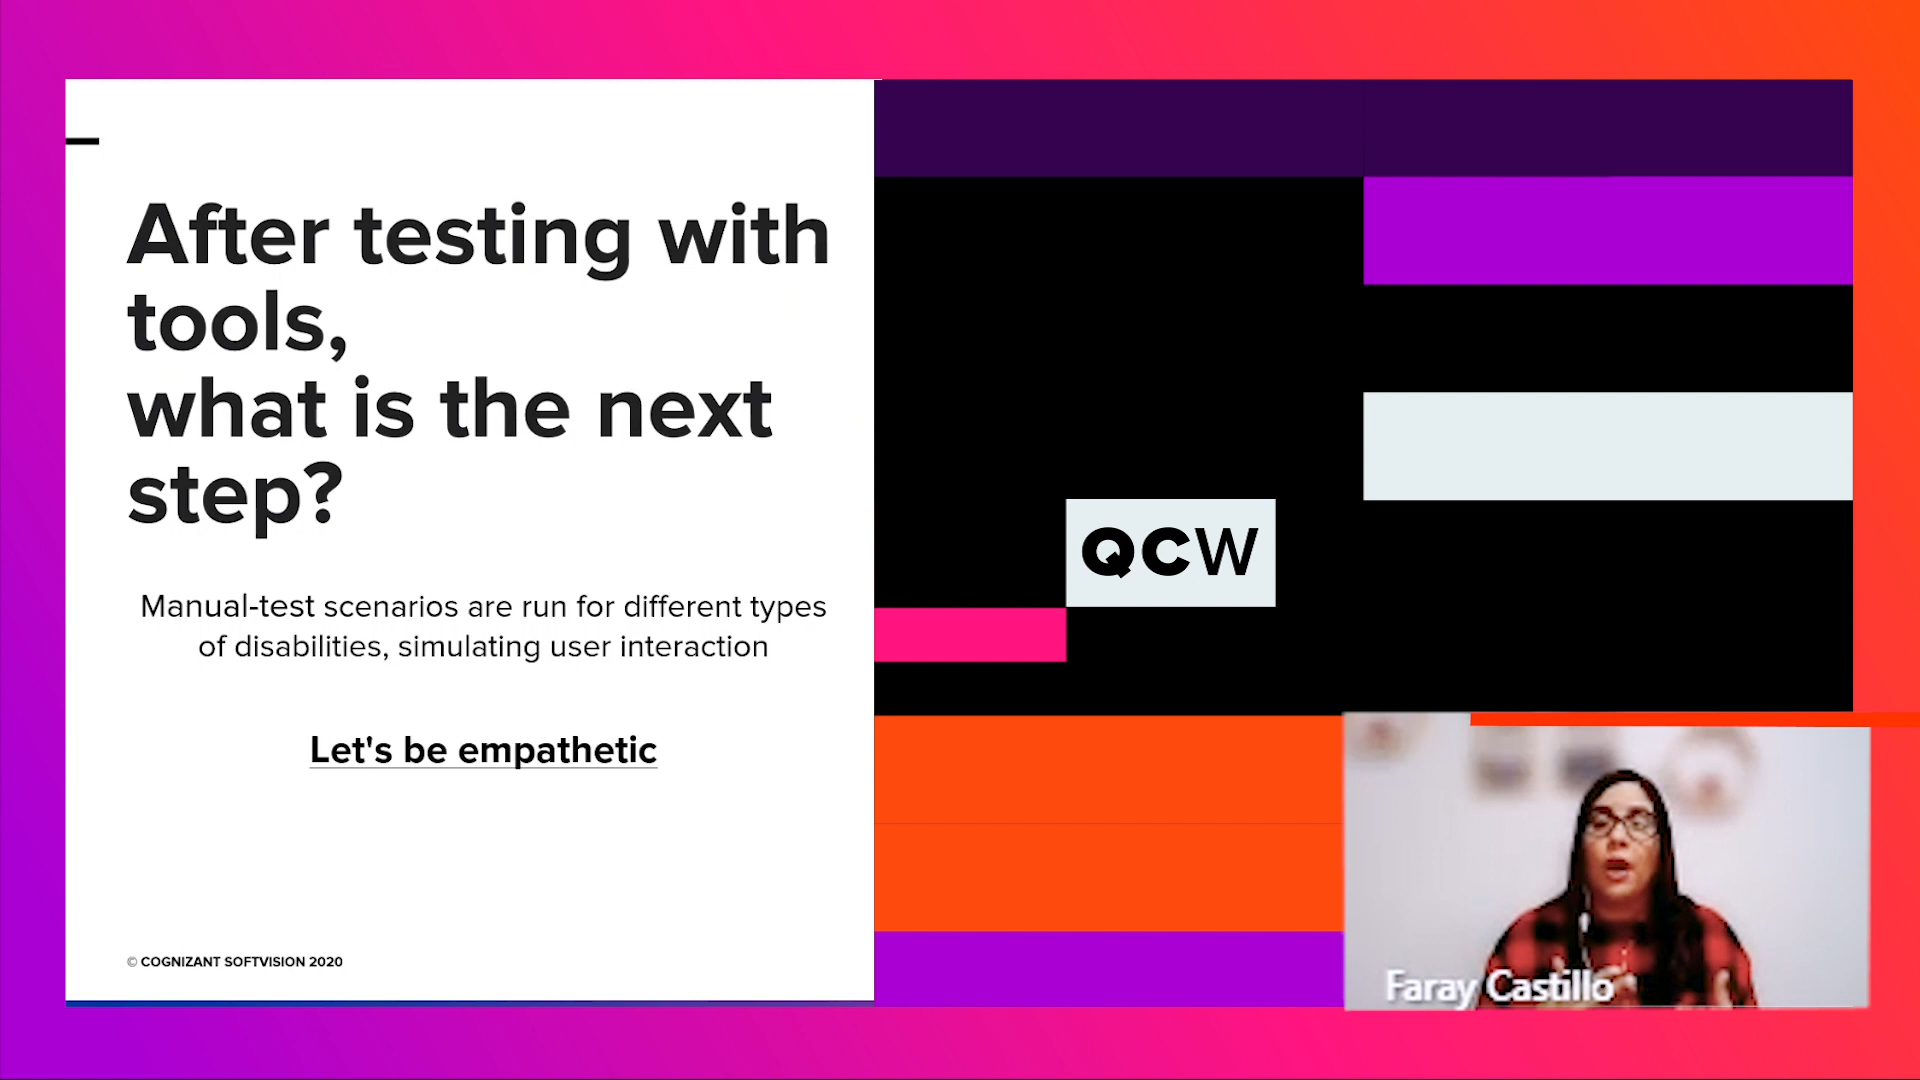 After testing with
tools,
what is the next
step?
Manual-test scenarios are run for different types
of disabilities, simulating user interaction
Let's be empathetic
© COGNIZANT SOFTVISION 2020
QCW
Faray Castillo